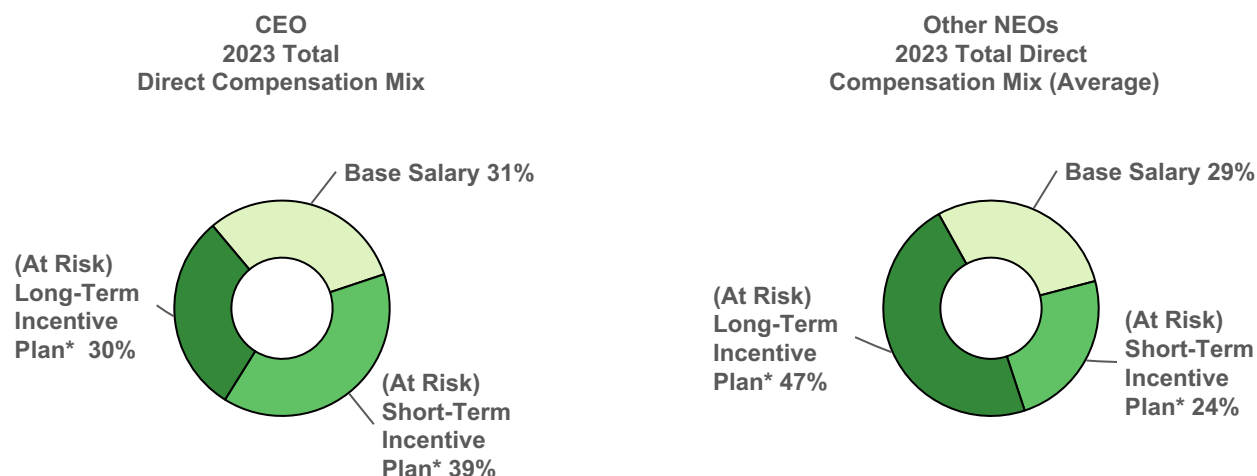 CEO
2023 Total
Direct Compensation Mix
Base Salary 31%
(At Risk)
Long-Term
Incentive
Plan* 30%
(At Risk)
Short-Term
Incentive
Plan* 39%
Other NEOs
2023 Total Direct
Compensation Mix (Average)
Base Salary 29%
(At Risk)
Long-Term
Incentive
Plan* 47%
(At Risk)
Short-Term
Incentive
Plan* 24%